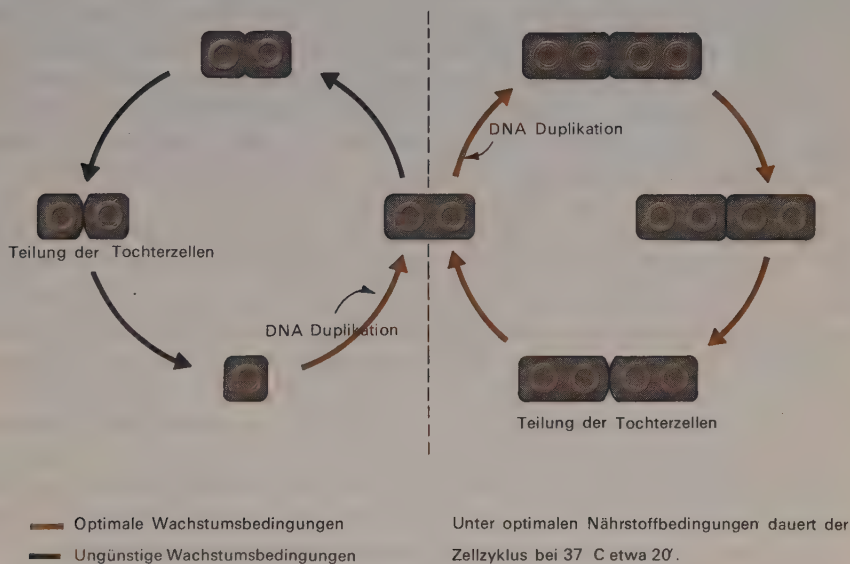 DNA Duplikation
Teilung der Tochterzellen
DNA Duplikation
Teilung der Tochterzellen
Optimale Wachstumsbedingungen
Ungünstige Wachstumsbedingungen
Unter optimalen Nährstoffbedingungen dauert der
Zellzyklus bei 37 C etwa 20'.